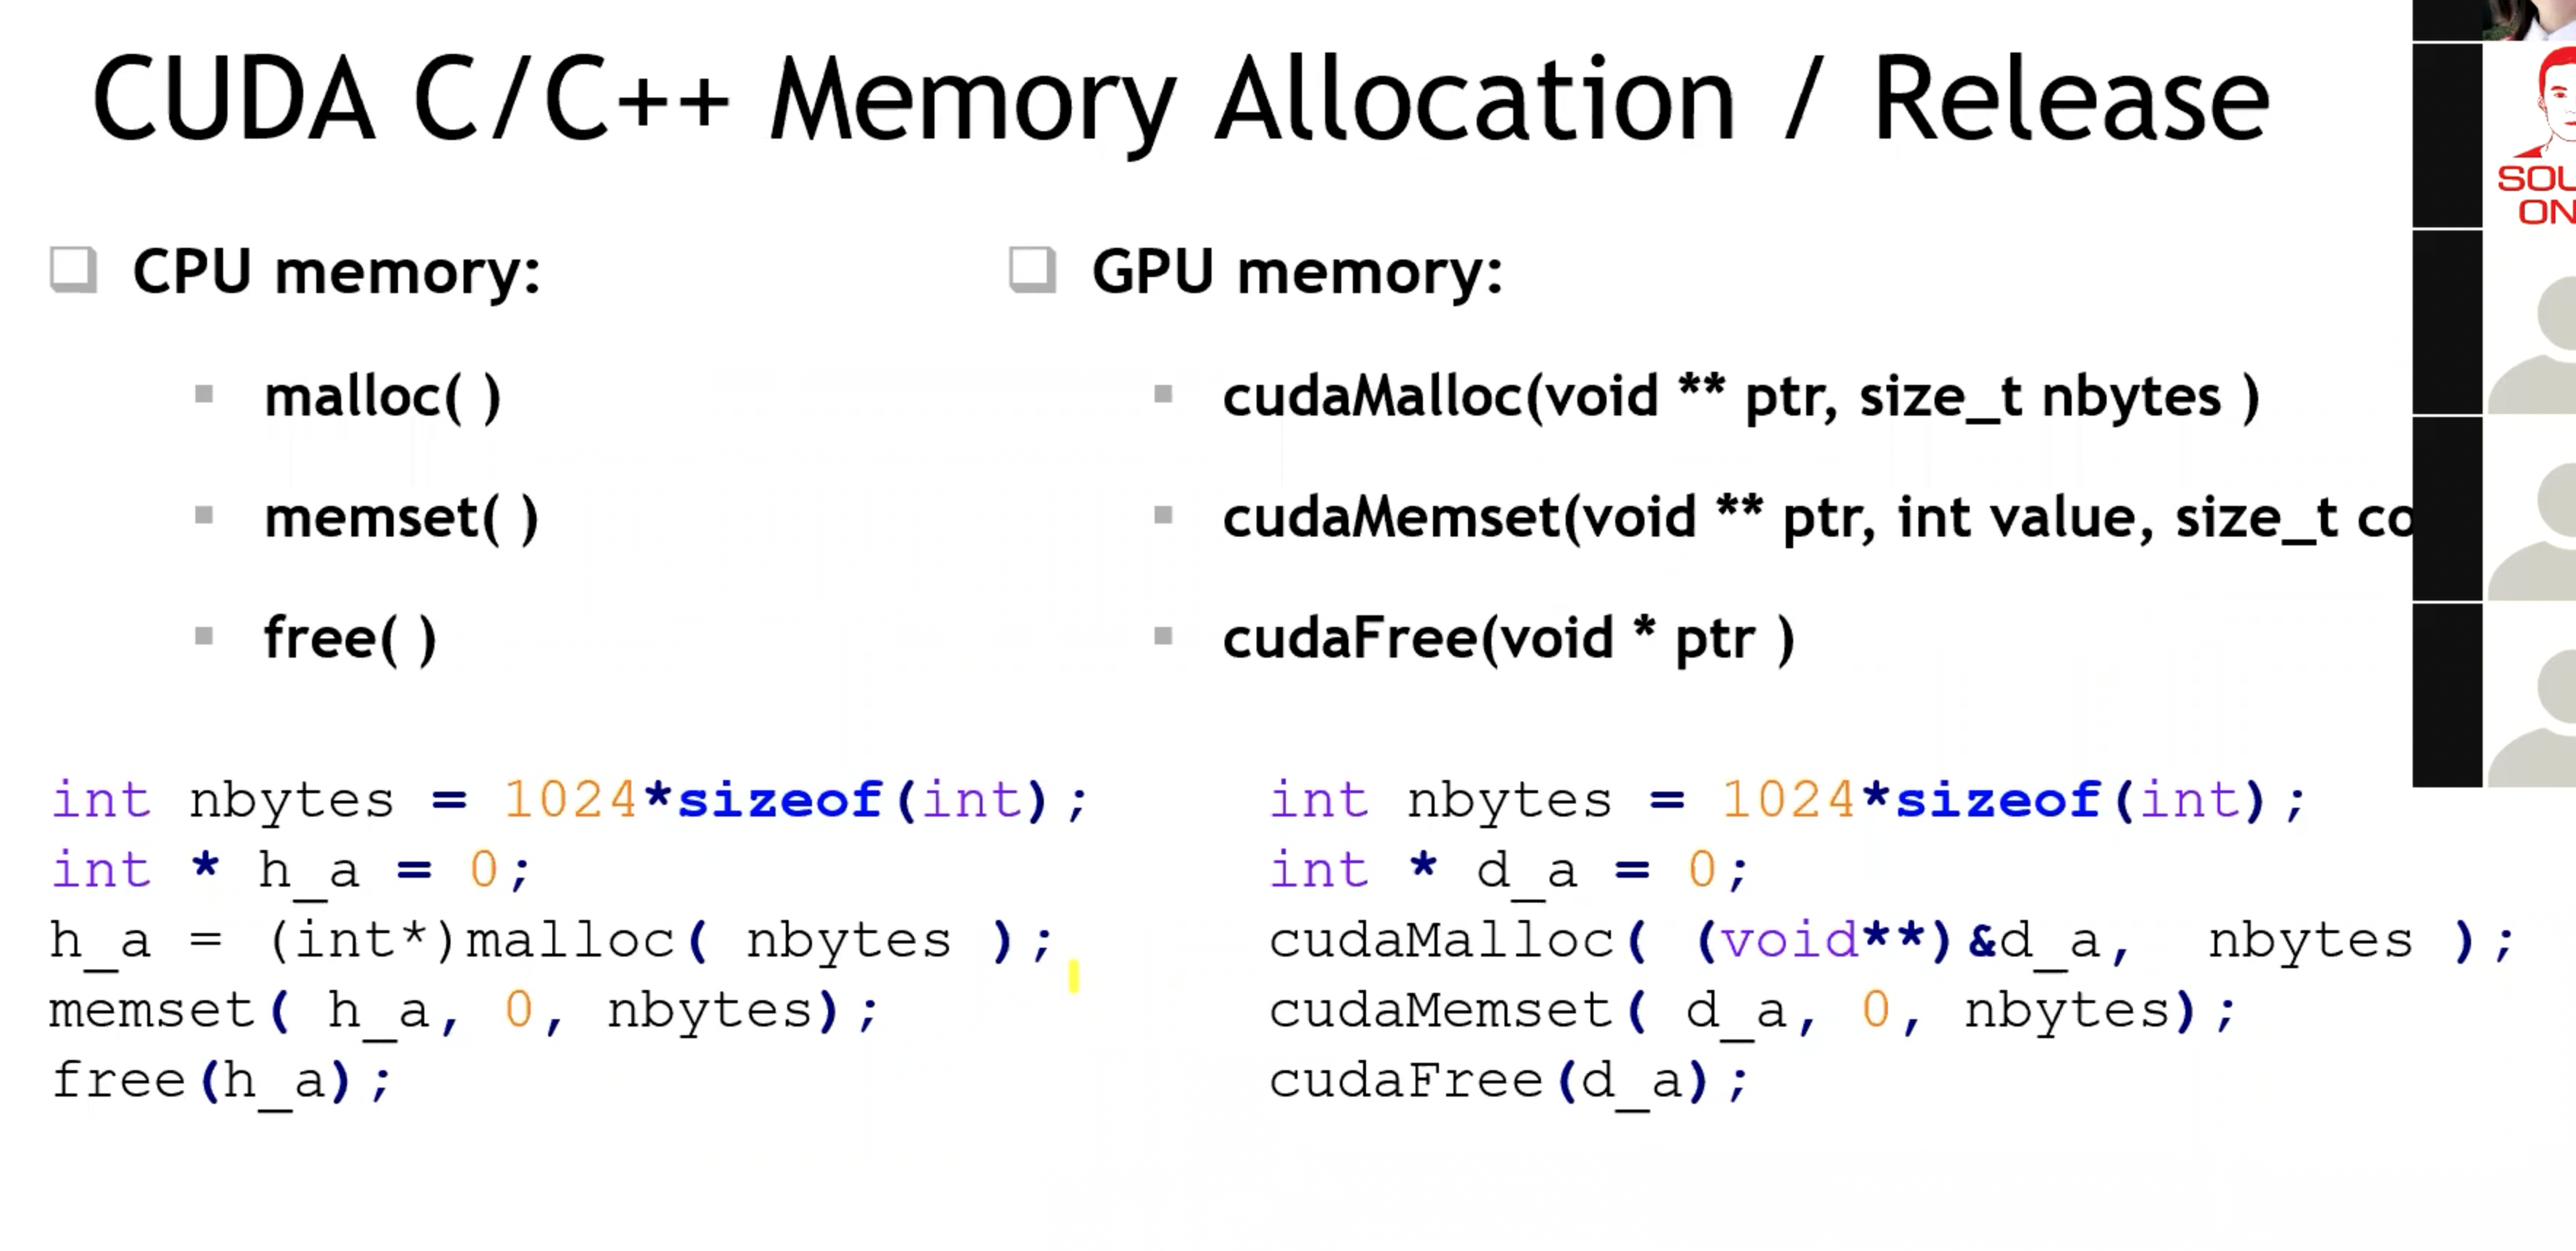 CUDA C/C++ Memory Allocation / Release
CPU memory:
malloc( )
memset( )
free( )
GPU memory:
cudaMalloc(void ** ptr, size_t nbytes )
cudaMemset(void ** ptr, int value, size_t co
cudaFree(void * ptr )
int nbytes = 1024*sizeof(int);
int * h_a = 0;
h_a = (int*)malloc( nbytes );
memset( h_a, 0, nbytes);
free(h_a);
int nbytes = 1024*sizeof(int);
int * d_a = 0;
cudaMalloc( (void**)&d_a, nbytes );
cudaMemset( d_a, 0, nbytes);
cudaFree(d_a);
SOU
ON